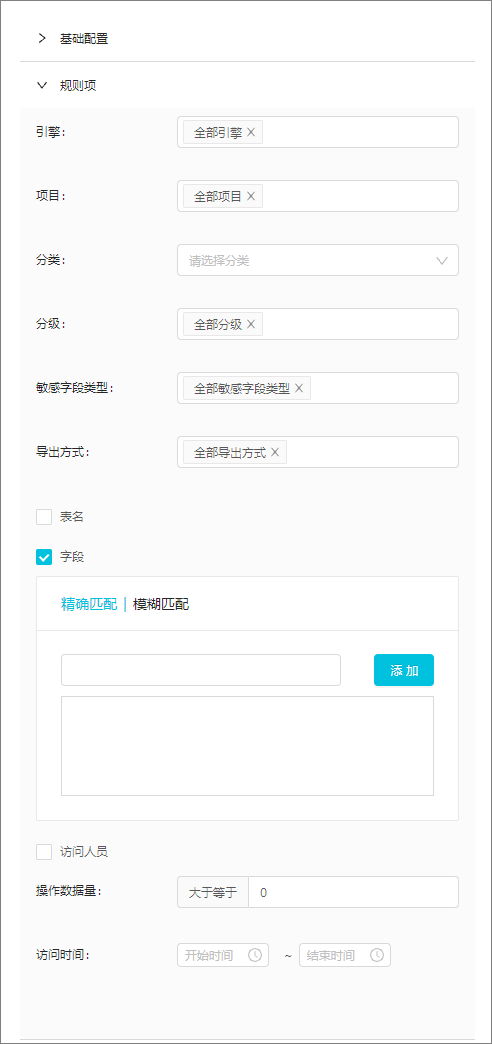 基础配置
规则项
引擎:
全部引擎
项目:
全部项目
分类:
请选择分类
分级:
全部分级
敏感字段类型:
全部敏感字段类型
导出方式:
全部导出方式
表名
字段
精确匹配 | 模糊匹配
添 加
访问人员
操作数据量:
大于等于 0
访问时间:
开始时间 ~ 结束时间